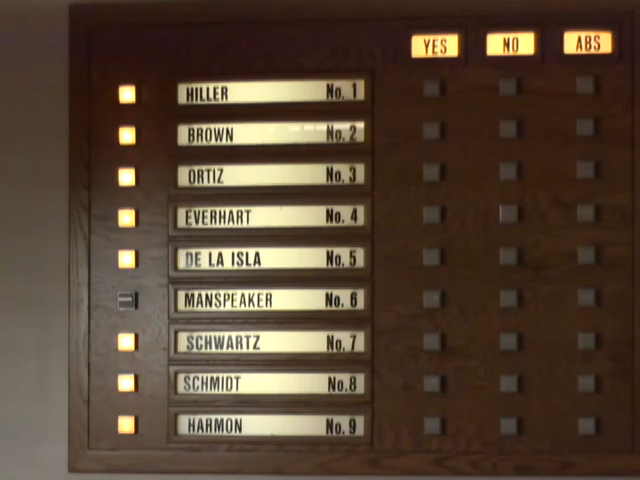 YES NO ABS
HILLER No. 1
BROWN No. 2
ORTIZ No. 3
EVERHART No. 4
DE LA ISLA No. 5
MANSPEAKER No. 6
SCHWARTZ No. 7
SCHMIDT No.8
HARMON No. 9